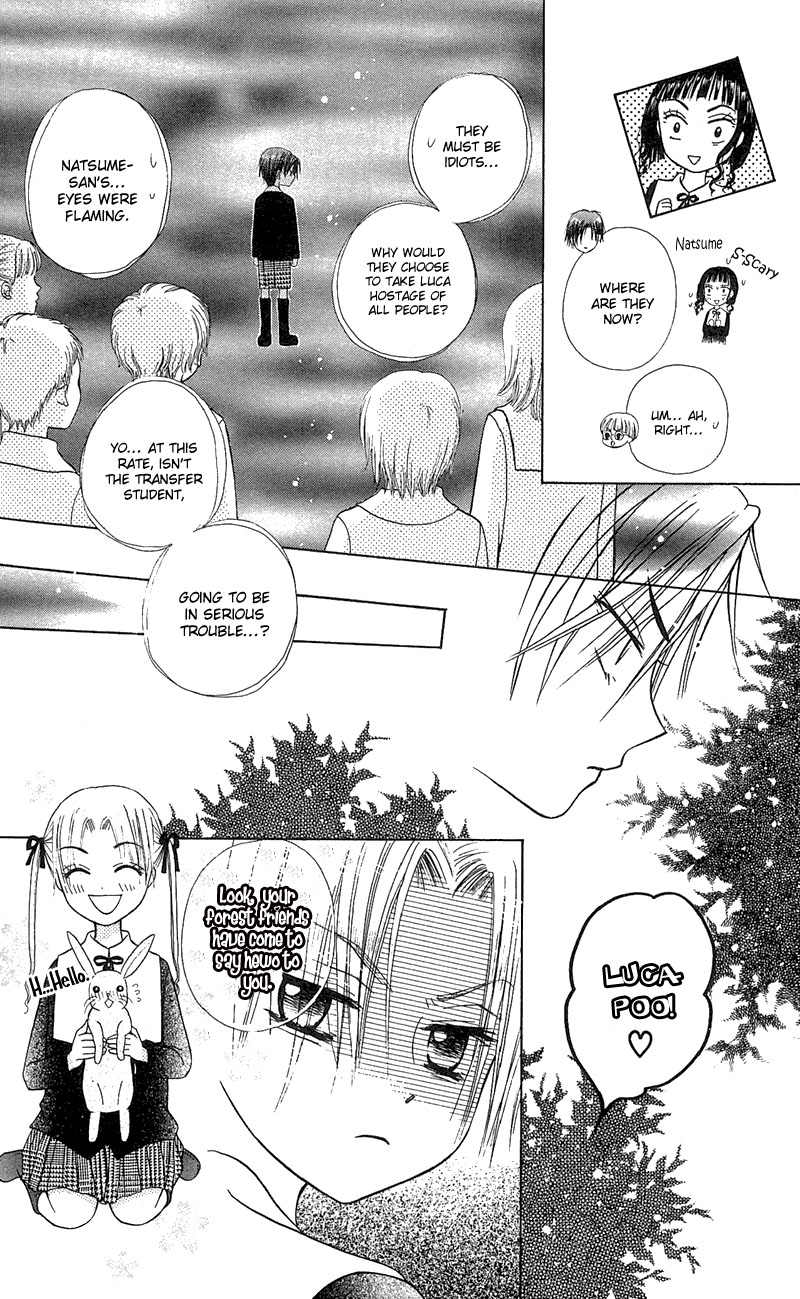 WHERE
ARE THEY
NOW?
Natsume
S-Scary
UM... AH,
RIGHT...
THEY
MUST BE
IDIOTS...
WHY WOULD
THEY CHOOSE
TO TAKE LUCA
HOSTAGE OF
ALL PEOPLE?
NATSUME-
SAN'S...
EYES WERE
FLAMING.
YO... AT THIS
RATE, ISN'T
THE TRANSFER
STUDENT,
GOING TO BE
IN SERIOUS
TROUBLE...?
LUCA-
POO!
♡
Look, your
forest friends
have come to
say hewo to
you.
H...Hello.